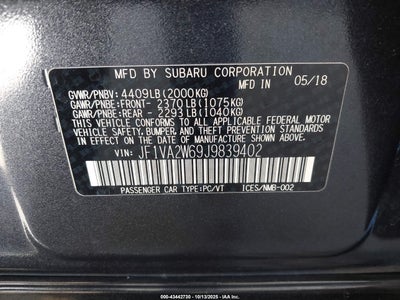 MFD BY SUBARU CORPORATION
GVWR/PNBV: 4409LB(2000KG) MFD IN 05/18
GAWR/PNBE:FRONT- 2370LB(1075KG)
GAWR/PNBE:REAR - 2293LB(1040KG)
THIS VEHICLE CONFORMS TO ALL APPLICABLE FEDERAL MOTOR
VEHICLE SAFETY, BUMPER, AND THEFT PREVENTION STANDARDS
IN EFFECT ON THE DATE OF MANUFACTURE SHOWN ABOVE.
VIN: JF1VA2W69J9839402
PASSENGER CAR TYPE:PC/VT ICES/NMB-002
000-43442730 - 10/13/2025 - IAAI.COM